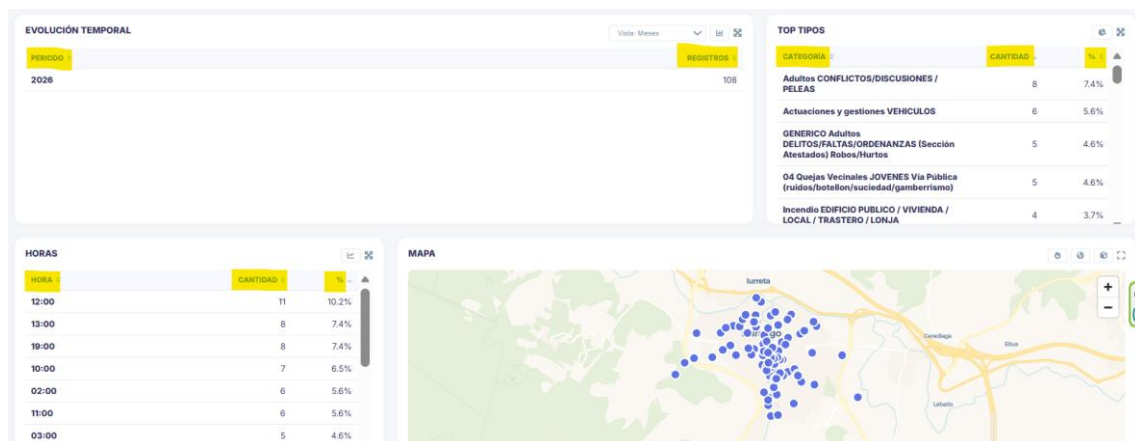 EVOLUCIÓN TEMPORAL
Vista: Meses
PERIODO
REGISTROS
2026
108
TOP TIPOS
CATEGORÍA
CANTIDAD
%
Adultos CONFLICTOS/DISCUSIONES /
PELEAS
8
7.4%
Actuaciones y gestiones VEHICULOS
6
5.6%
GENERICO Adultos
DELITOS/FALTAS/ORDENANZAS (Sección
Atestados) Robos/Hurtos
5
4.6%
04 Quejas Vecinales JOVENES Vía Pública
(ruidos/botellon/suciedad/gamberrismo)
5
4.6%
Incendio EDIFICIO PUBLICO / VIVIENDA /
LOCAL / TRASTERO / LONJA
4
3.7%
HORAS
HORA
CANTIDAD
%
12:00
11
10.2%
13:00
8
7.4%
19:00
8
7.4%
10:00
7
6.5%
02:00
6
5.6%
11:00
6
5.6%
03:00
5
4.6%
MAPA
Iurreta
Gerediaga
Eltua
Lebario
+
−